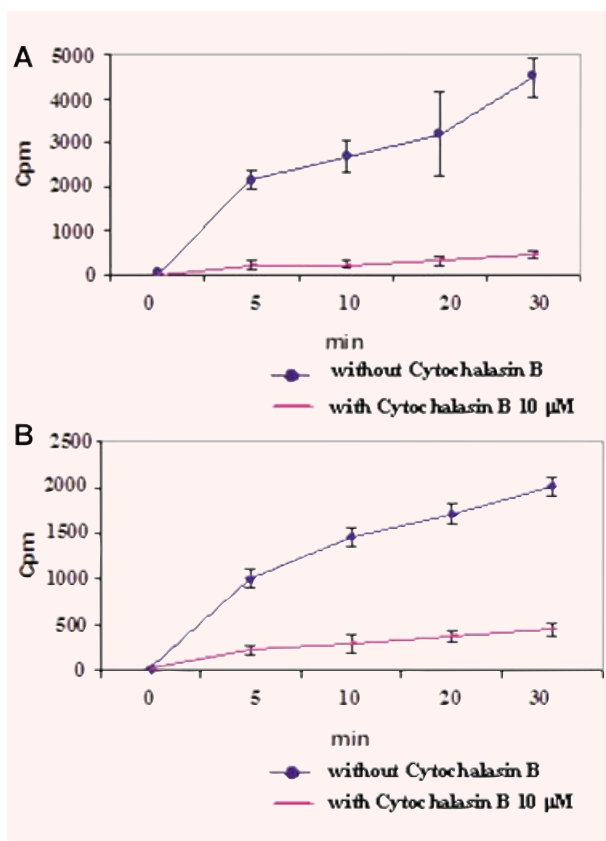 A
5000
4000
3000
2000
1000
0
Cpm
0 5 10 20 30
min
without Cytochalasin B
with Cytochalasin B 10 μM
B
2500
2000
1500
1000
500
0
Cpm
0 5 10 20 30
min
without Cytochalasin B
with Cytochalasin B 10 μM